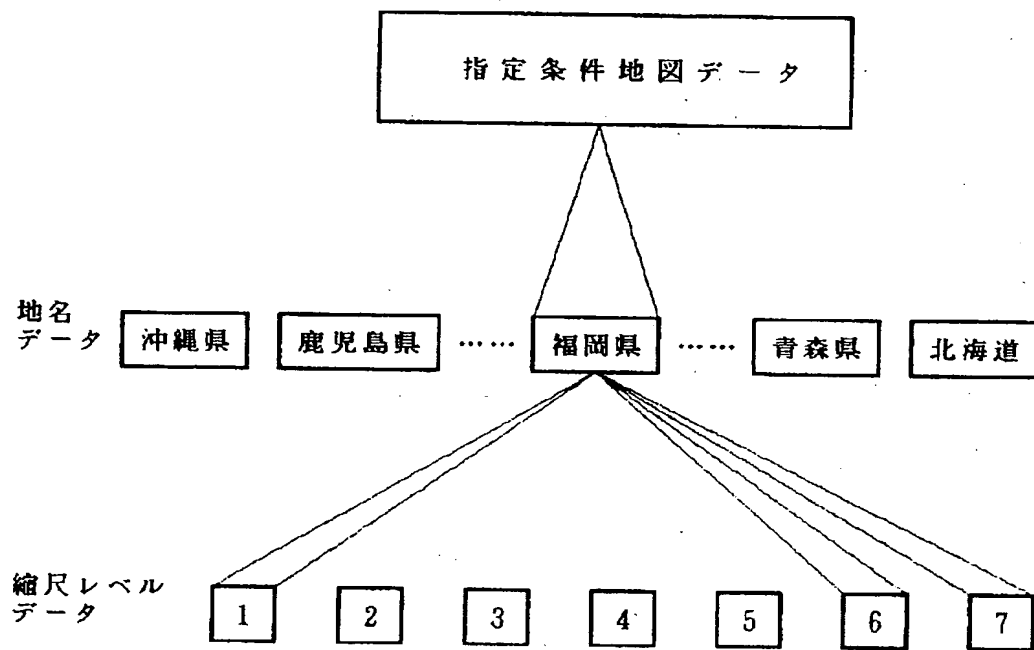 指定条件地図データ
地名
データ
沖縄県 鹿児島県 …… 福岡県 …… 青森県 北海道
縮尺レベル
データ
1 2 3 4 5 6 7